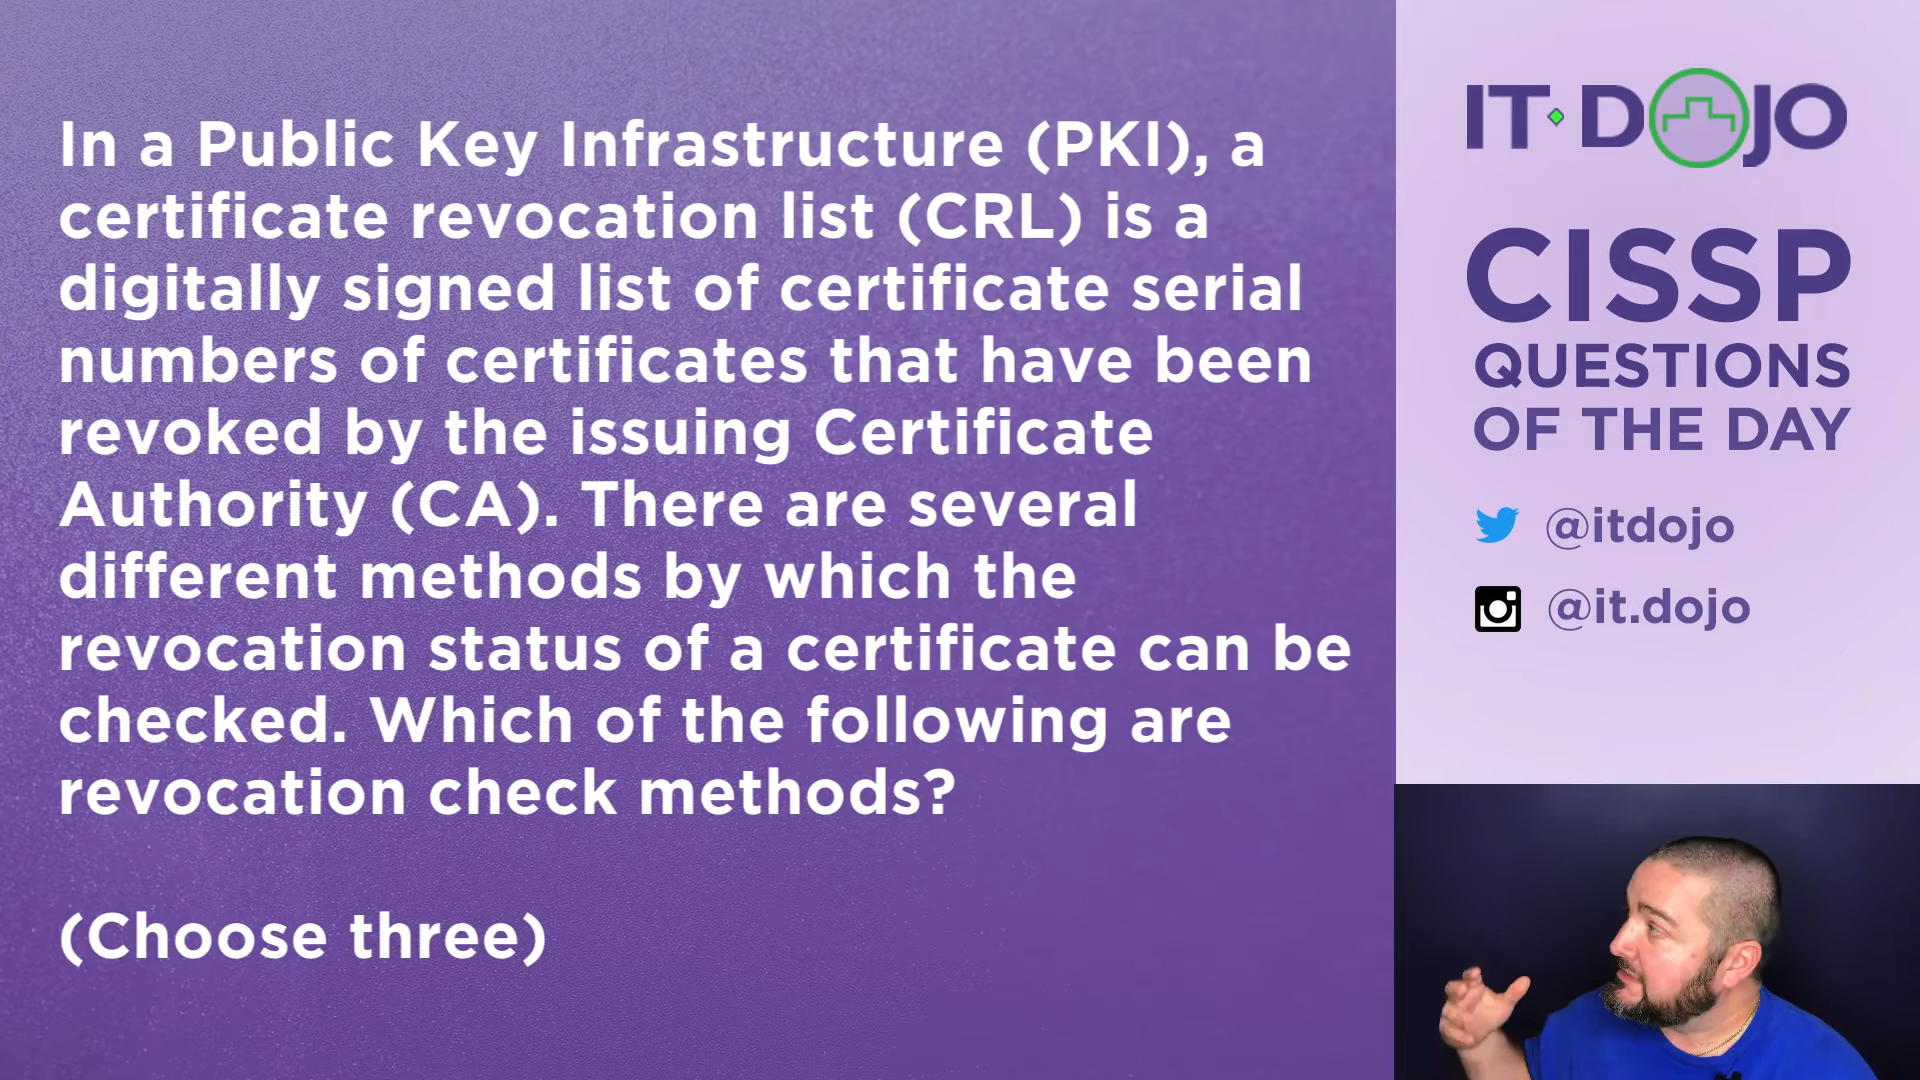 In a Public Key Infrastructure (PKI), a
certificate revocation list (CRL) is a
digitally signed list of certificate serial
numbers of certificates that have been
revoked by the issuing Certificate
Authority (CA). There are several
different methods by which the
revocation status of a certificate can be
checked. Which of the following are
revocation check methods?
(Choose three)
IT DOJO
CISSP
QUESTIONS
OF THE DAY
@itdojo
@it.dojo